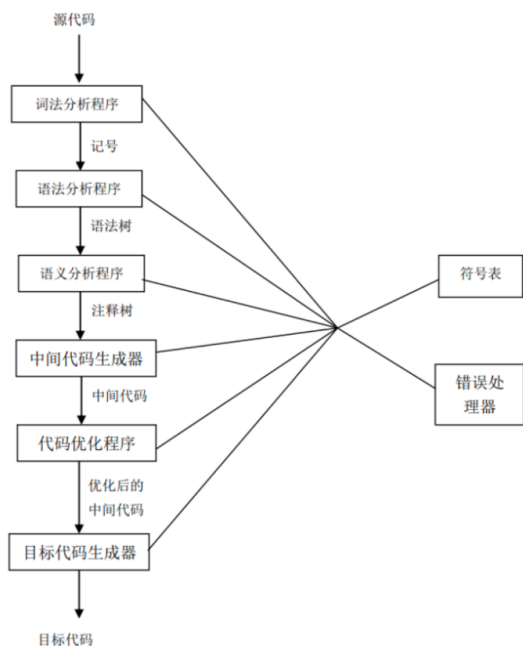 源代码
词法分析程序
记号
语法分析程序
语法树
语义分析程序
符号表
注释树
中间代码生成器
错误处
理器
中间代码
代码优化程序
优化后的
中间代码
目标代码生成器
目标代码